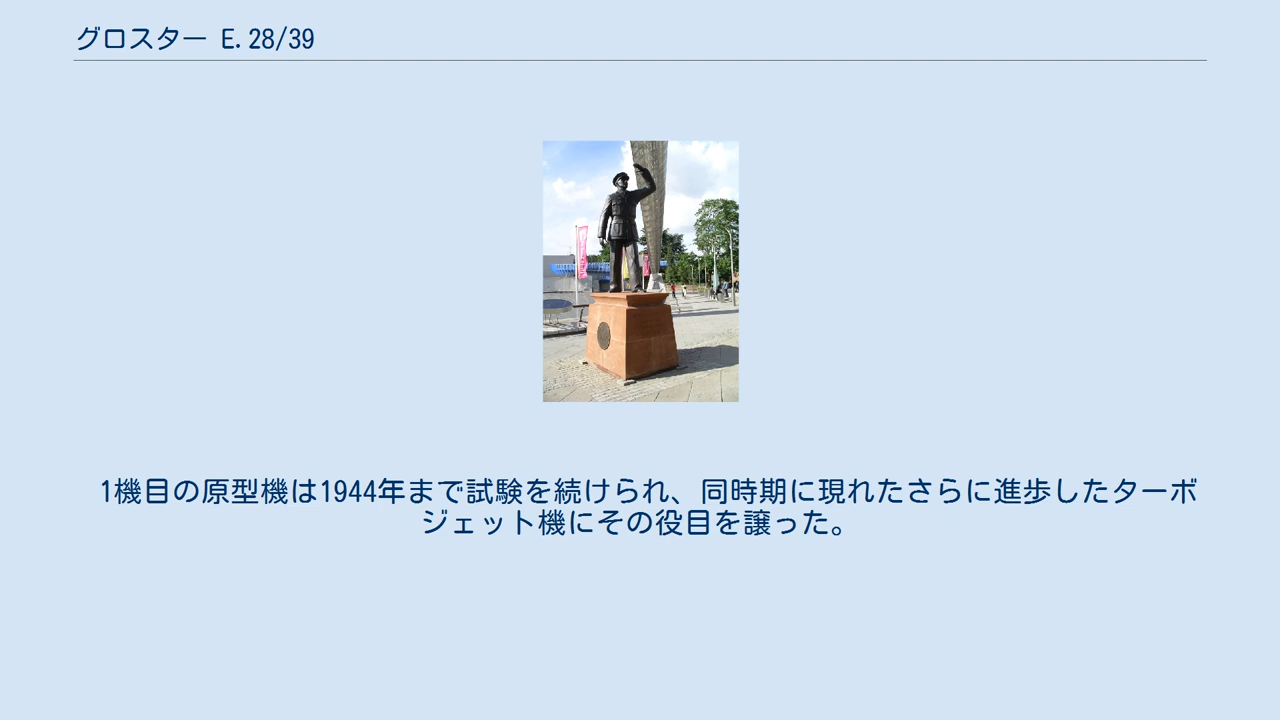 グロスター E.28/39
1機目の原型機は1944年まで試験を続けられ、同時期に現れたさらに進歩したターボ
ジェット機にその役目を譲った。